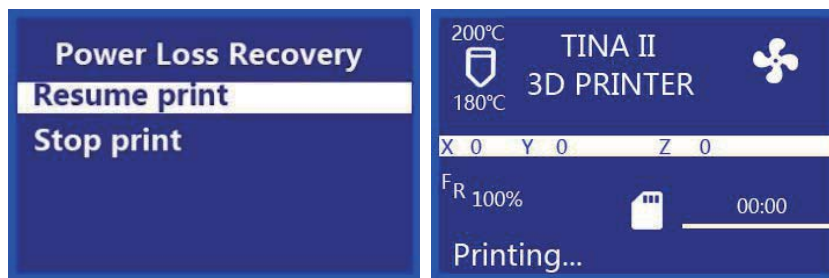 Power Loss Recovery
Resume print
Stop print
200℃
TINA II
3D PRINTER
180℃
X 0 Y 0 Z 0
FR 100%
00:00
Printing...